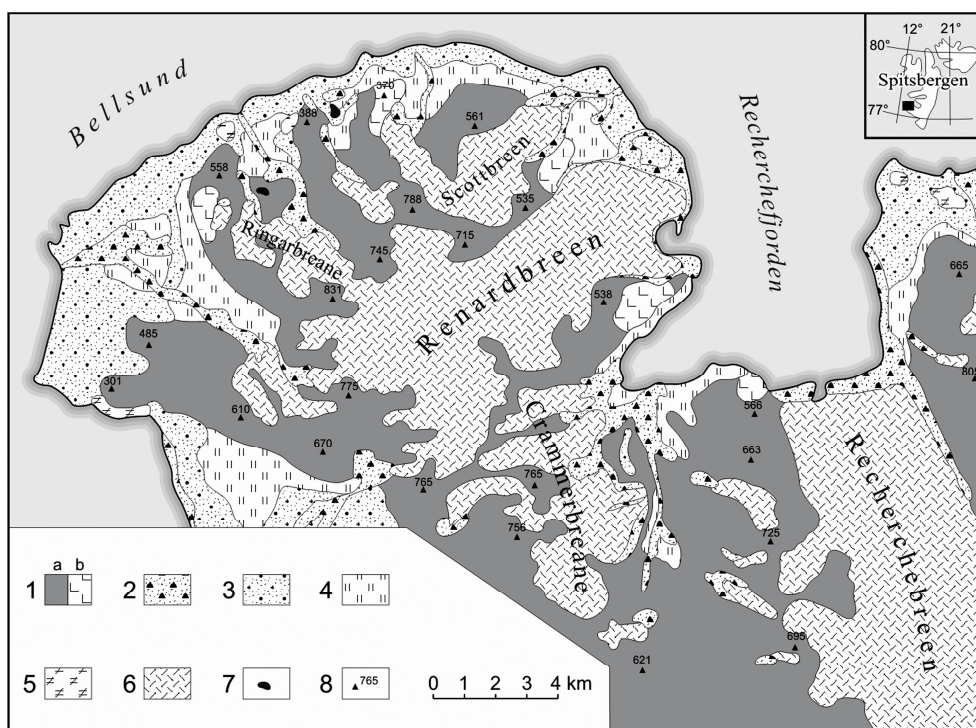 12° 21°
80°
Spitsbergen
77°
Bellsund
Recherchefforden
370
388
561
558
Scottbreen
788
535
Ringarbreane
715
745
665
Renardbreen
831
538
485
301
775
805
610
566
Crammerbreane
670
663
Recherchebreen
765
765
756
725
695
621
a b
1 2 3 4
5 6 7 8 765
0 1 2 3 4 km